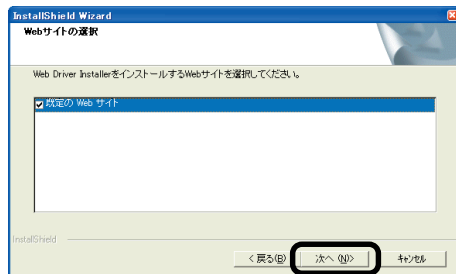 InstallShield Wizard
Webサイトの選択
Web Driver InstallerをインストールするWebサイトを選択してください。
既定の Web サイト
InstallShield
< 戻る(B)
次へ (N)>
キャンセル